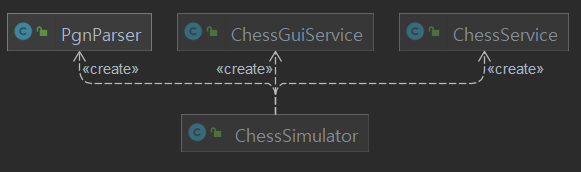 PgnParser
ChessGuiService
ChessService
«create»
«create»
«create»
ChessSimulator